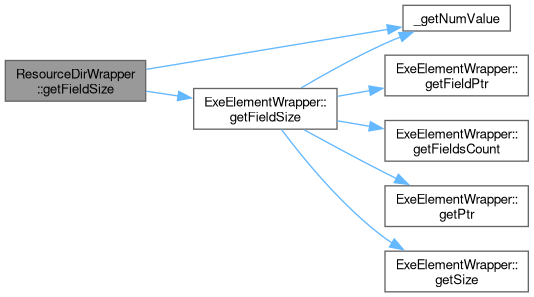 ResourceDirWrapper
::getFieldSize
ExeElementWrapper::
getFieldSize
_getNumValue
ExeElementWrapper::
getFieldPtr
ExeElementWrapper::
getFieldsCount
ExeElementWrapper::
getPtr
ExeElementWrapper::
getSize